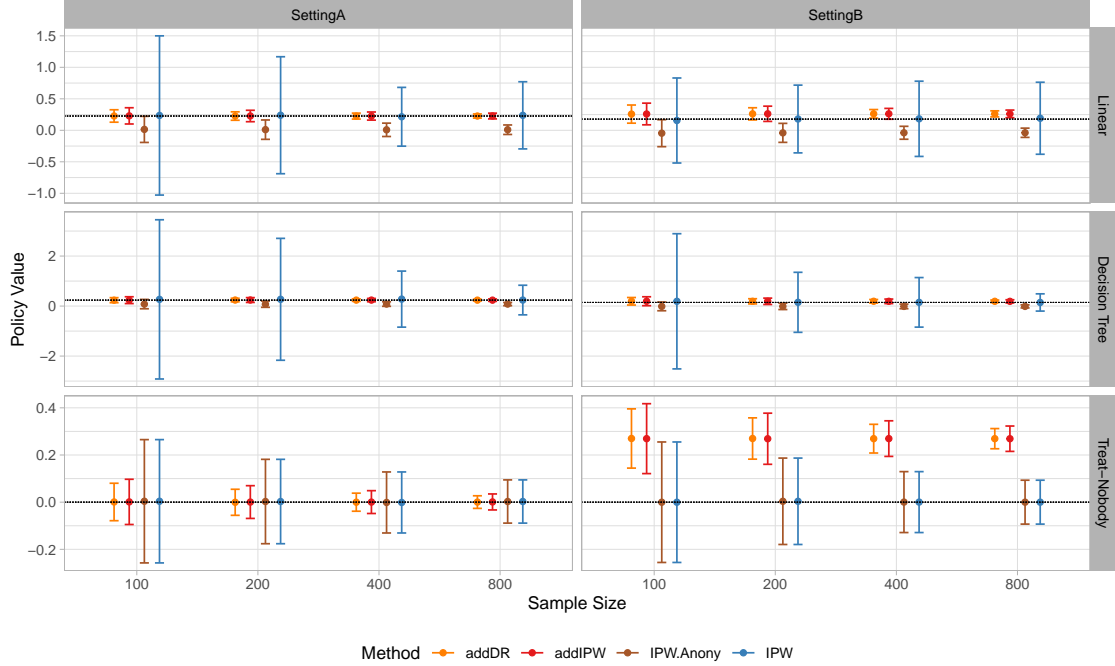 SettingA
SettingB
1.5
1.0
0.5
0.0
−0.5
−1.0
Linear
2
0
−2
Decision Tree
0.4
0.2
0.0
−0.2
Treat−Nobody
Policy Value
100
200
400
800
100
200
400
800
Sample Size
Method addDR addIPW IPW.Anony IPW